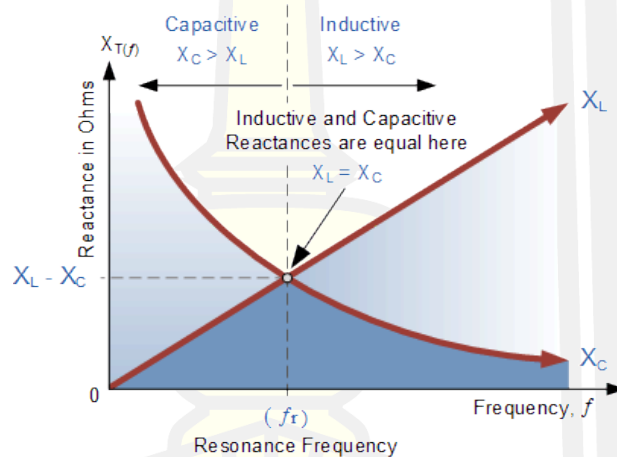 Capacitive
X_C > X_L
Inductive
X_L > X_C
X_T(f)
Reactance in Ohms
Inductive and Capacitive
Reactances are equal here
X_L = X_C
X_L
X_L - X_C
X_C
0
(fr)
Resonance Frequency
Frequency, f